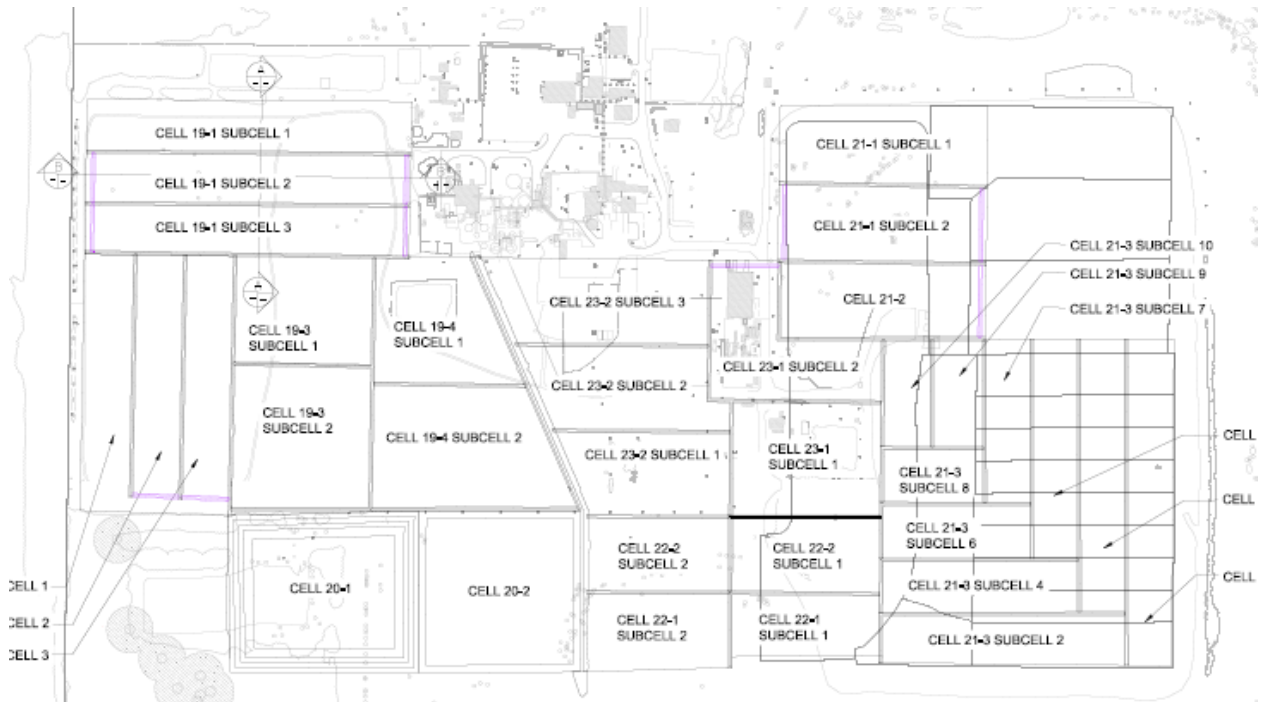 A
CELL 19-1 SUBCELL 1
CELL 21-1 SUBCELL 1
B
CELL 19-1 SUBCELL 2
CELL 19-1 SUBCELL 3
CELL 21-1 SUBCELL 2
CELL 21-3 SUBCELL 10
CELL 21-3 SUBCELL 9
A
CELL 23-2 SUBCELL 3
CELL 21-2
CELL 21-3 SUBCELL 7
CELL 19-3
SUBCELL 1
CELL 19-4
SUBCELL 1
CELL 23-1 SUBCELL 2
CELL 23-2 SUBCELL 2
CELL 19-3
SUBCELL 2
CELL 19-4 SUBCELL 2
CELL 23-2 SUBCELL 1
CELL 23-1
SUBCELL 1
CELL
CELL 21-3
SUBCELL 8
CELL
CELL 21-3
SUBCELL 6
CELL 22-2
SUBCELL 2
CELL 22-2
SUBCELL 1
CELL
CELL 21-3 SUBCELL 4
CELL 1
CELL 20-1
CELL 20-2
CELL 2
CELL 22-1
SUBCELL 2
CELL 22-1
SUBCELL 1
CELL 21-3 SUBCELL 2
CELL 3